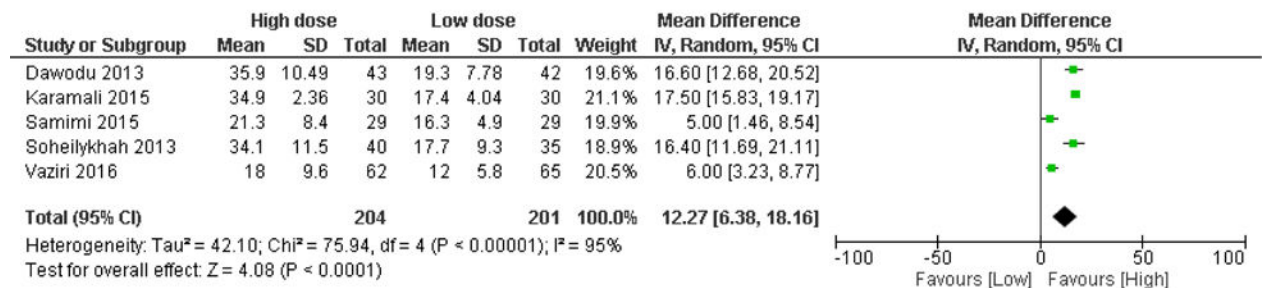 High dose Low dose Mean Difference Mean Difference
Study or Subgroup Mean SD Total Mean SD Total Weight IV, Random, 95% CI IV, Random, 95% CI
Dawodu 2013 35.9 10.49 43 19.3 7.78 42 19.6% 16.60 [12.68, 20.52]
Karamali 2015 34.9 2.36 30 17.4 4.04 30 21.1% 17.50 [15.83, 19.17]
Samimi 2015 21.3 8.4 29 16.3 4.9 29 19.9% 5.00 [1.46, 8.54]
Soheilykhah 2013 34.1 11.5 40 17.7 9.3 35 18.9% 16.40 [11.69, 21.11]
Vaziri 2016 18 9.6 62 12 5.8 65 20.5% 6.00 [3.23, 8.77]
Total (95% CI) 204 201 100.0% 12.27 [6.38, 18.16]
Heterogeneity: Tau² = 42.10; Chi² = 75.94, df = 4 (P < 0.00001); I² = 95%
Test for overall effect: Z = 4.08 (P < 0.0001)
-100 -50 0 50 100
Favours [Low] Favours [High]